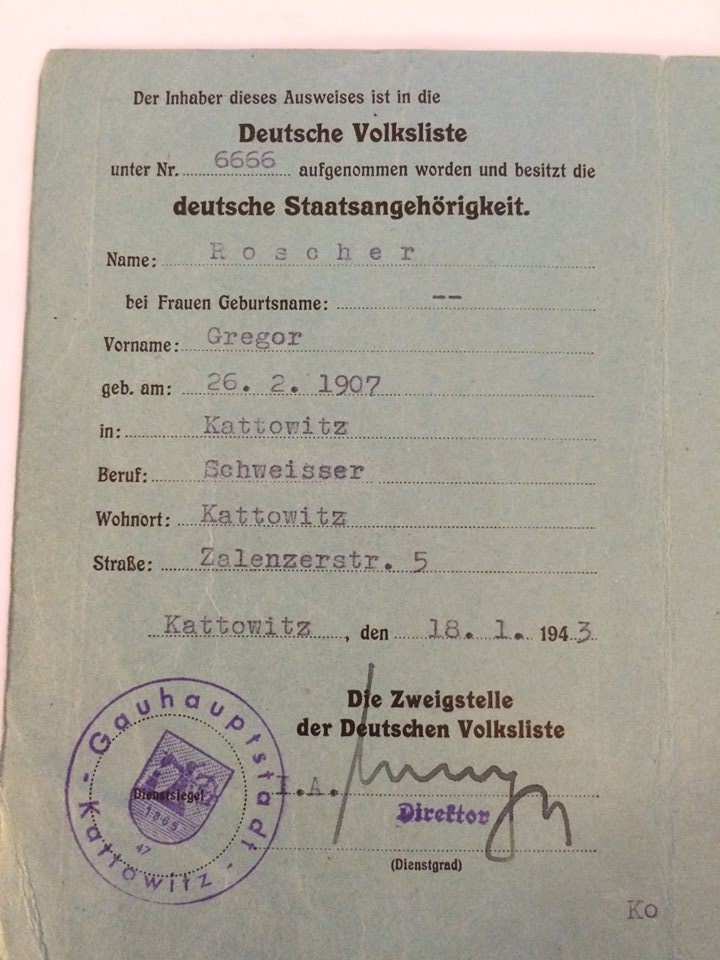 Der Inhaber dieses Ausweises ist in die
Deutsche Volksliste
unter Nr. 6666 aufgenommen worden und besitzt die
deutsche Staatsangehörigkeit.
Name: Roscher
bei Frauen Geburtsname: --
Vorname: Gregor
geb. am: 26. 2. 1907
in: Kattowitz
Beruf: Schweisser
Wohnort: Kattowitz
Straße: Zalenzerstr. 5
Kattowitz, den 18. 1. 1943
Die Zweigstelle
der Deutschen Volksliste
I.A.
Direktor
(Dienstgrad)
Gauhauptstadt
Dienstsiegel
1865
47
- Kattowitz -
Ko